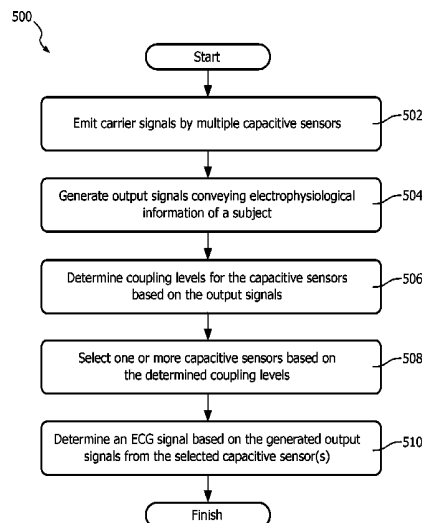 500
Start
Emit carrier signals by multiple capacitive sensors
502
Generate output signals conveying electrophysiological
information of a subject
504
Determine coupling levels for the capacitive sensors
based on the output signals
506
Select one or more capacitive sensors based on
the determined coupling levels
508
Determine an ECG signal based on the generated output
signals from the selected capacitive sensor(s)
510
Finish